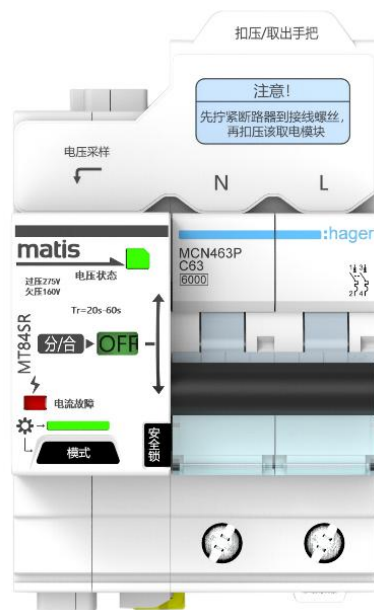 扣压/取出手把
注意!
先拧紧断路器到接线螺丝，
再扣压该取电模块
电压采样
N
L
matis
:hager
MCN463P
C63
6000
过压275V
欠压160V
电压状态
Tr=20s-60s
MT84SR
分/合
OFF
电流故障
模式
安全锁